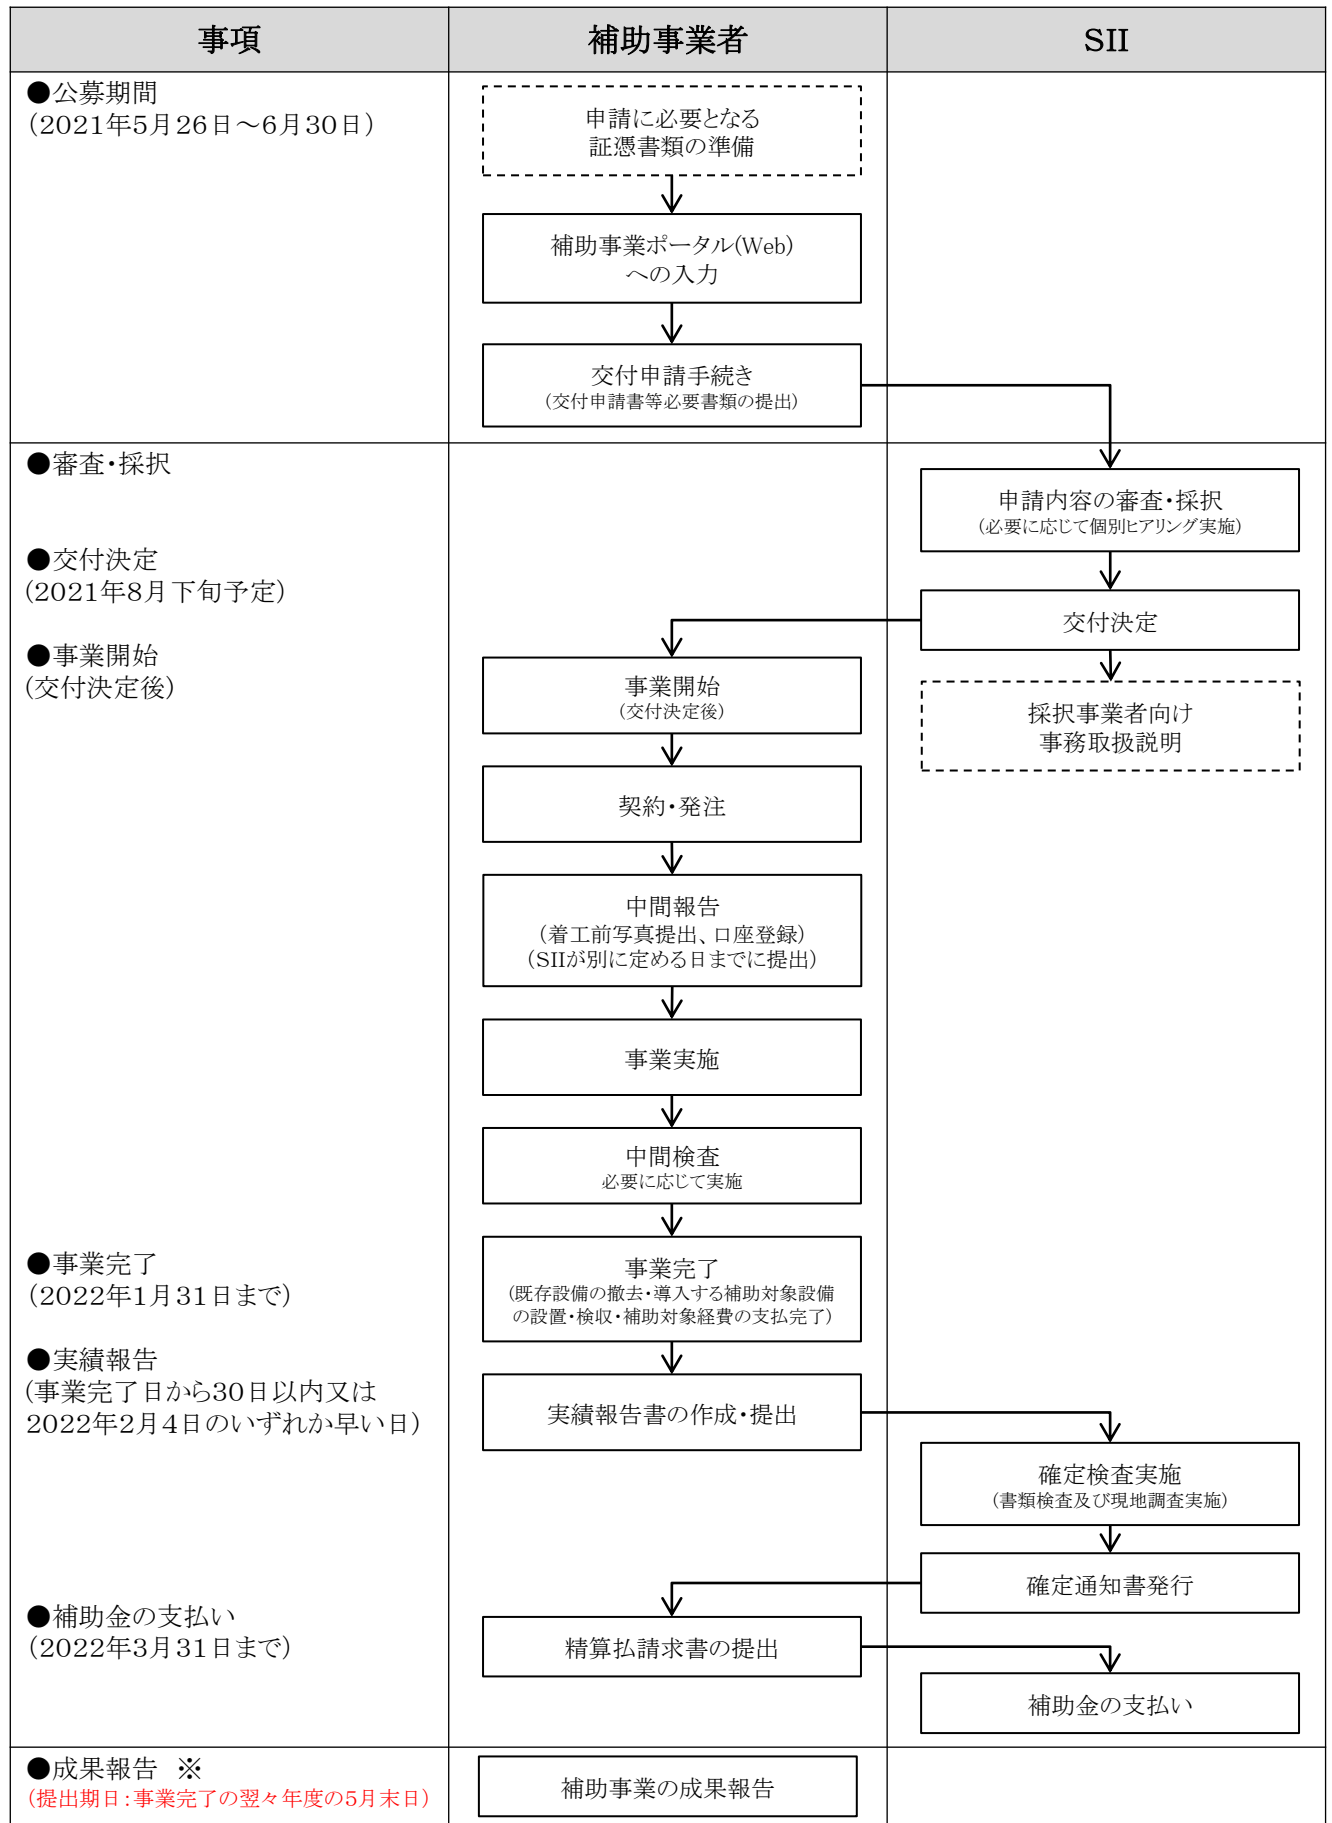 事項
補助事業者
SII
●公募期間
(2021年5月26日～6月30日)
申請に必要となる
証憑書類の準備
補助事業ポータル(Web)
への入力
交付申請手続き
(交付申請書等必要書類の提出)
●審査・採択
申請内容の審査・採択
(必要に応じて個別ヒアリング実施)
●交付決定
(2021年8月下旬予定)
交付決定
●事業開始
(交付決定後)
事業開始
(交付決定後)
採択事業者向け
事務取扱説明
契約・発注
中間報告
(着工前写真提出、口座登録)
(SIIが別に定める日までに提出)
事業実施
中間検査
必要に応じて実施
●事業完了
(2022年1月31日まで)
事業完了
(既存設備の撤去・導入する補助対象設備
の設置・検収・補助対象経費の支払完了)
●実績報告
(事業完了日から30日以内又は
2022年2月4日のいずれか早い日)
実績報告書の作成・提出
確定検査実施
(書類検査及び現地調査実施)
確定通知書発行
●補助金の支払い
(2022年3月31日まで)
精算払請求書の提出
補助金の支払い
●成果報告 ※
(提出期日：事業完了の翌々年度の5月末日)
補助事業の成果報告